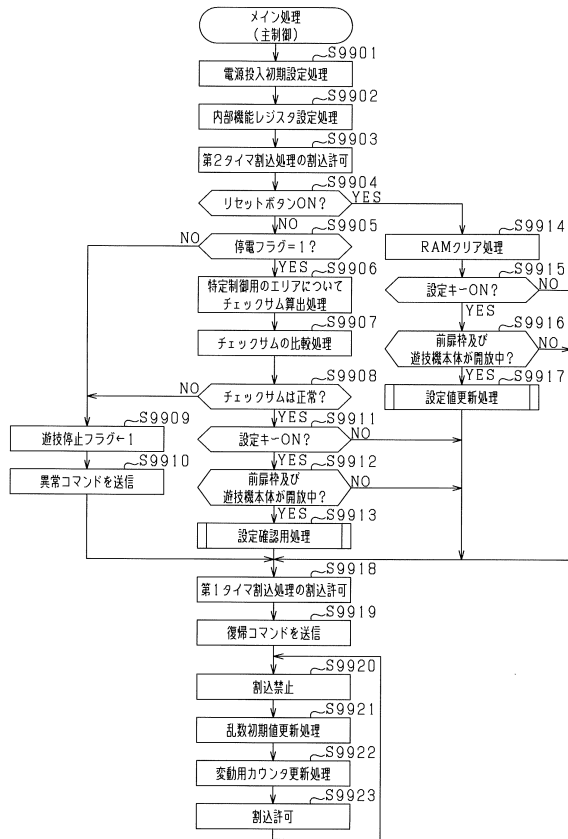 メイン処理
(主制御)
S9901
電源投入初期設定処理
S9902
内部機能レジスタ設定処理
S9903
第2タイマ割込処理の割込許可
S9904
リセットボタンON?
YES
NO
S9905
停電フラグ=1?
NO
YES
S9906
特定制御用のエリアについて
チェックサム算出処理
S9907
チェックサムの比較処理
S9908
チェックサムは正常?
NO
YES
S9909
遊技停止フラグ←1
S9910
異常コマンドを送信
S9911
設定キーON?
NO
YES
S9912
前扉枠及び
遊技機本体が開放中?
NO
YES
S9913
設定確認用処理
S9914
RAMクリア処理
S9915
設定キーON?
NO
YES
S9916
前扉枠及び
遊技機本体が開放中?
NO
YES
S9917
設定値更新処理
S9918
第1タイマ割込処理の割込許可
S9919
復帰コマンドを送信
S9920
割込禁止
S9921
乱数初期値更新処理
S9922
変動用カウンタ更新処理
S9923
割込許可